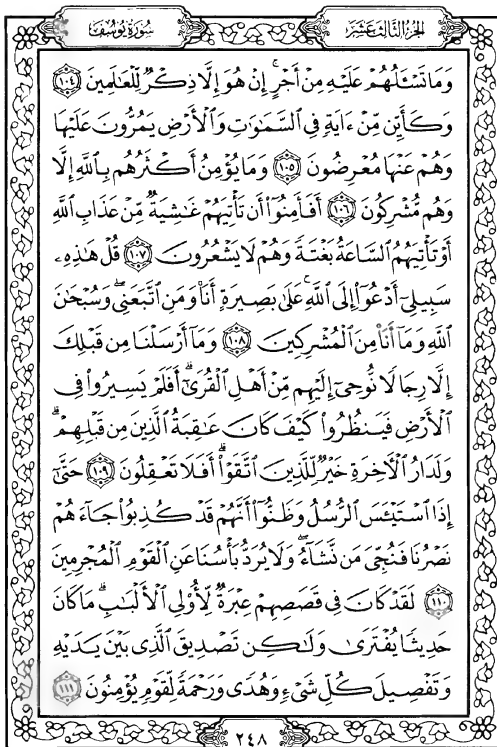 الجزء الثالث عشر
سورة يوسف
وَمَا تَسْـَٔلُهُمْ عَلَيْهِ مِنْ أَجْرٍ ۚ إِنْ هُوَ إِلَّا ذِكْرٌ لِّلْعَٰلَمِينَ ١٠٤
وَكَأَيِّن مِّنْ ءَايَةٍ فِى ٱلسَّمَٰوَٰتِ وَٱلْأَرْضِ يَمُرُّونَ عَلَيْهَا
وَهُمْ عَنْهَا مُعْرِضُونَ ١٠٥ وَمَا يُؤْمِنُ أَكْثَرُهُم بِٱللَّهِ إِلَّا
وَهُم مُّشْرِكُونَ ١٠٦ أَفَأَمِنُوٓا۟ أَن تَأْتِيَهُمْ غَٰشِيَةٌ مِّنْ عَذَابِ ٱللَّهِ
أَوْ تَأْتِيَهُمُ ٱلسَّاعَةُ بَغْتَةً وَهُمْ لَا يَشْعُرُونَ ١٠٧ قُلْ هَٰذِهِۦ
سَبِيلِىٓ أَدْعُوٓا۟ إِلَى ٱللَّهِ ۚ عَلَىٰ بَصِيرَةٍ أَنَا۠ وَمَنِ ٱتَّبَعَنِى ۖ وَسُبْحَٰنَ
ٱللَّهِ وَمَآ أَنَا۠ مِنَ ٱلْمُشْرِكِينَ ١٠٨ وَمَآ أَرْسَلْنَا مِن قَبْلِكَ
إِلَّا رِجَالًا نُّوحِىٓ إِلَيْهِم مِّنْ أَهْلِ ٱلْقُرَىٰٓ ۗ أَفَلَمْ يَسِيرُوا۟ فِى
ٱلْأَرْضِ فَيَنظُرُوا۟ كَيْفَ كَانَ عَٰقِبَةُ ٱلَّذِينَ مِن قَبْلِهِمْ ۗ
وَلَدَارُ ٱلْـَٔاخِرَةِ خَيْرٌ لِّلَّذِينَ ٱتَّقَوْا۟ ۗ أَفَلَا تَعْقِلُونَ ١٠٩ حَتَّىٰٓ
إِذَا ٱسْتَيْـَٔسَ ٱلرُّسُلُ وَظَنُّوٓا۟ أَنَّهُمْ قَدْ كُذِبُوا۟ جَآءَهُمْ
نَصْرُنَا فَنُجِّىَ مَن نَّشَآءُ ۖ وَلَا يُرَدُّ بَأْسُنَا عَنِ ٱلْقَوْمِ ٱلْمُجْرِمِينَ
١١٠ لَقَدْ كَانَ فِى قَصَصِهِمْ عِبْرَةٌ لِّأُو۟لِى ٱلْأَلْبَٰبِ ۗ مَا كَانَ
حَدِيثًا يُفْتَرَىٰ وَلَٰكِن تَصْدِيقَ ٱلَّذِى بَيْنَ يَدَيْهِ
وَتَفْصِيلَ كُلِّ شَىْءٍ وَهُدًى وَرَحْمَةً لِّقَوْمٍ يُؤْمِنُونَ ١١١
٢٤٨